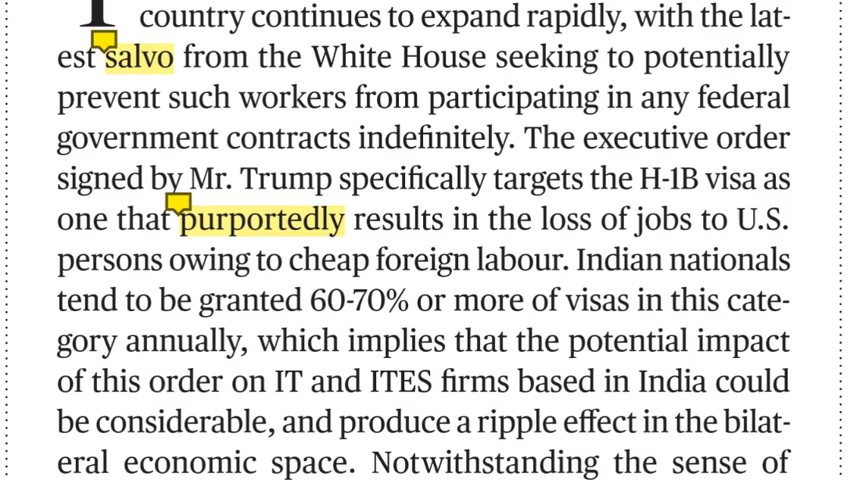 country continues to expand rapidly, with the lat-
est salvo from the White House seeking to potentially
prevent such workers from participating in any federal
government contracts indefinitely. The executive order
signed by Mr. Trump specifically targets the H-1B visa as
one that purportedly results in the loss of jobs to U.S.
persons owing to cheap foreign labour. Indian nationals
tend to be granted 60-70% or more of visas in this cate-
gory annually, which implies that the potential impact
of this order on IT and ITES firms based in India could
be considerable, and produce a ripple effect in the bilat-
eral economic space. Notwithstanding the sense of